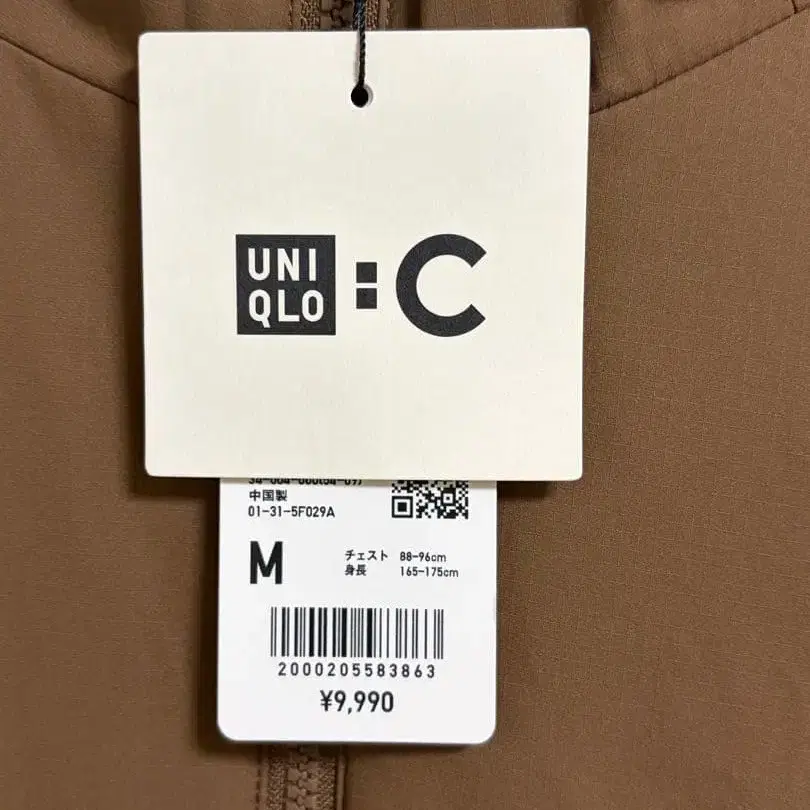 UNI
QLO : C
中国製
01-31-5F029A
M
チェスト 88-96cm
身長 165-175cm
2000205583863
¥9,990